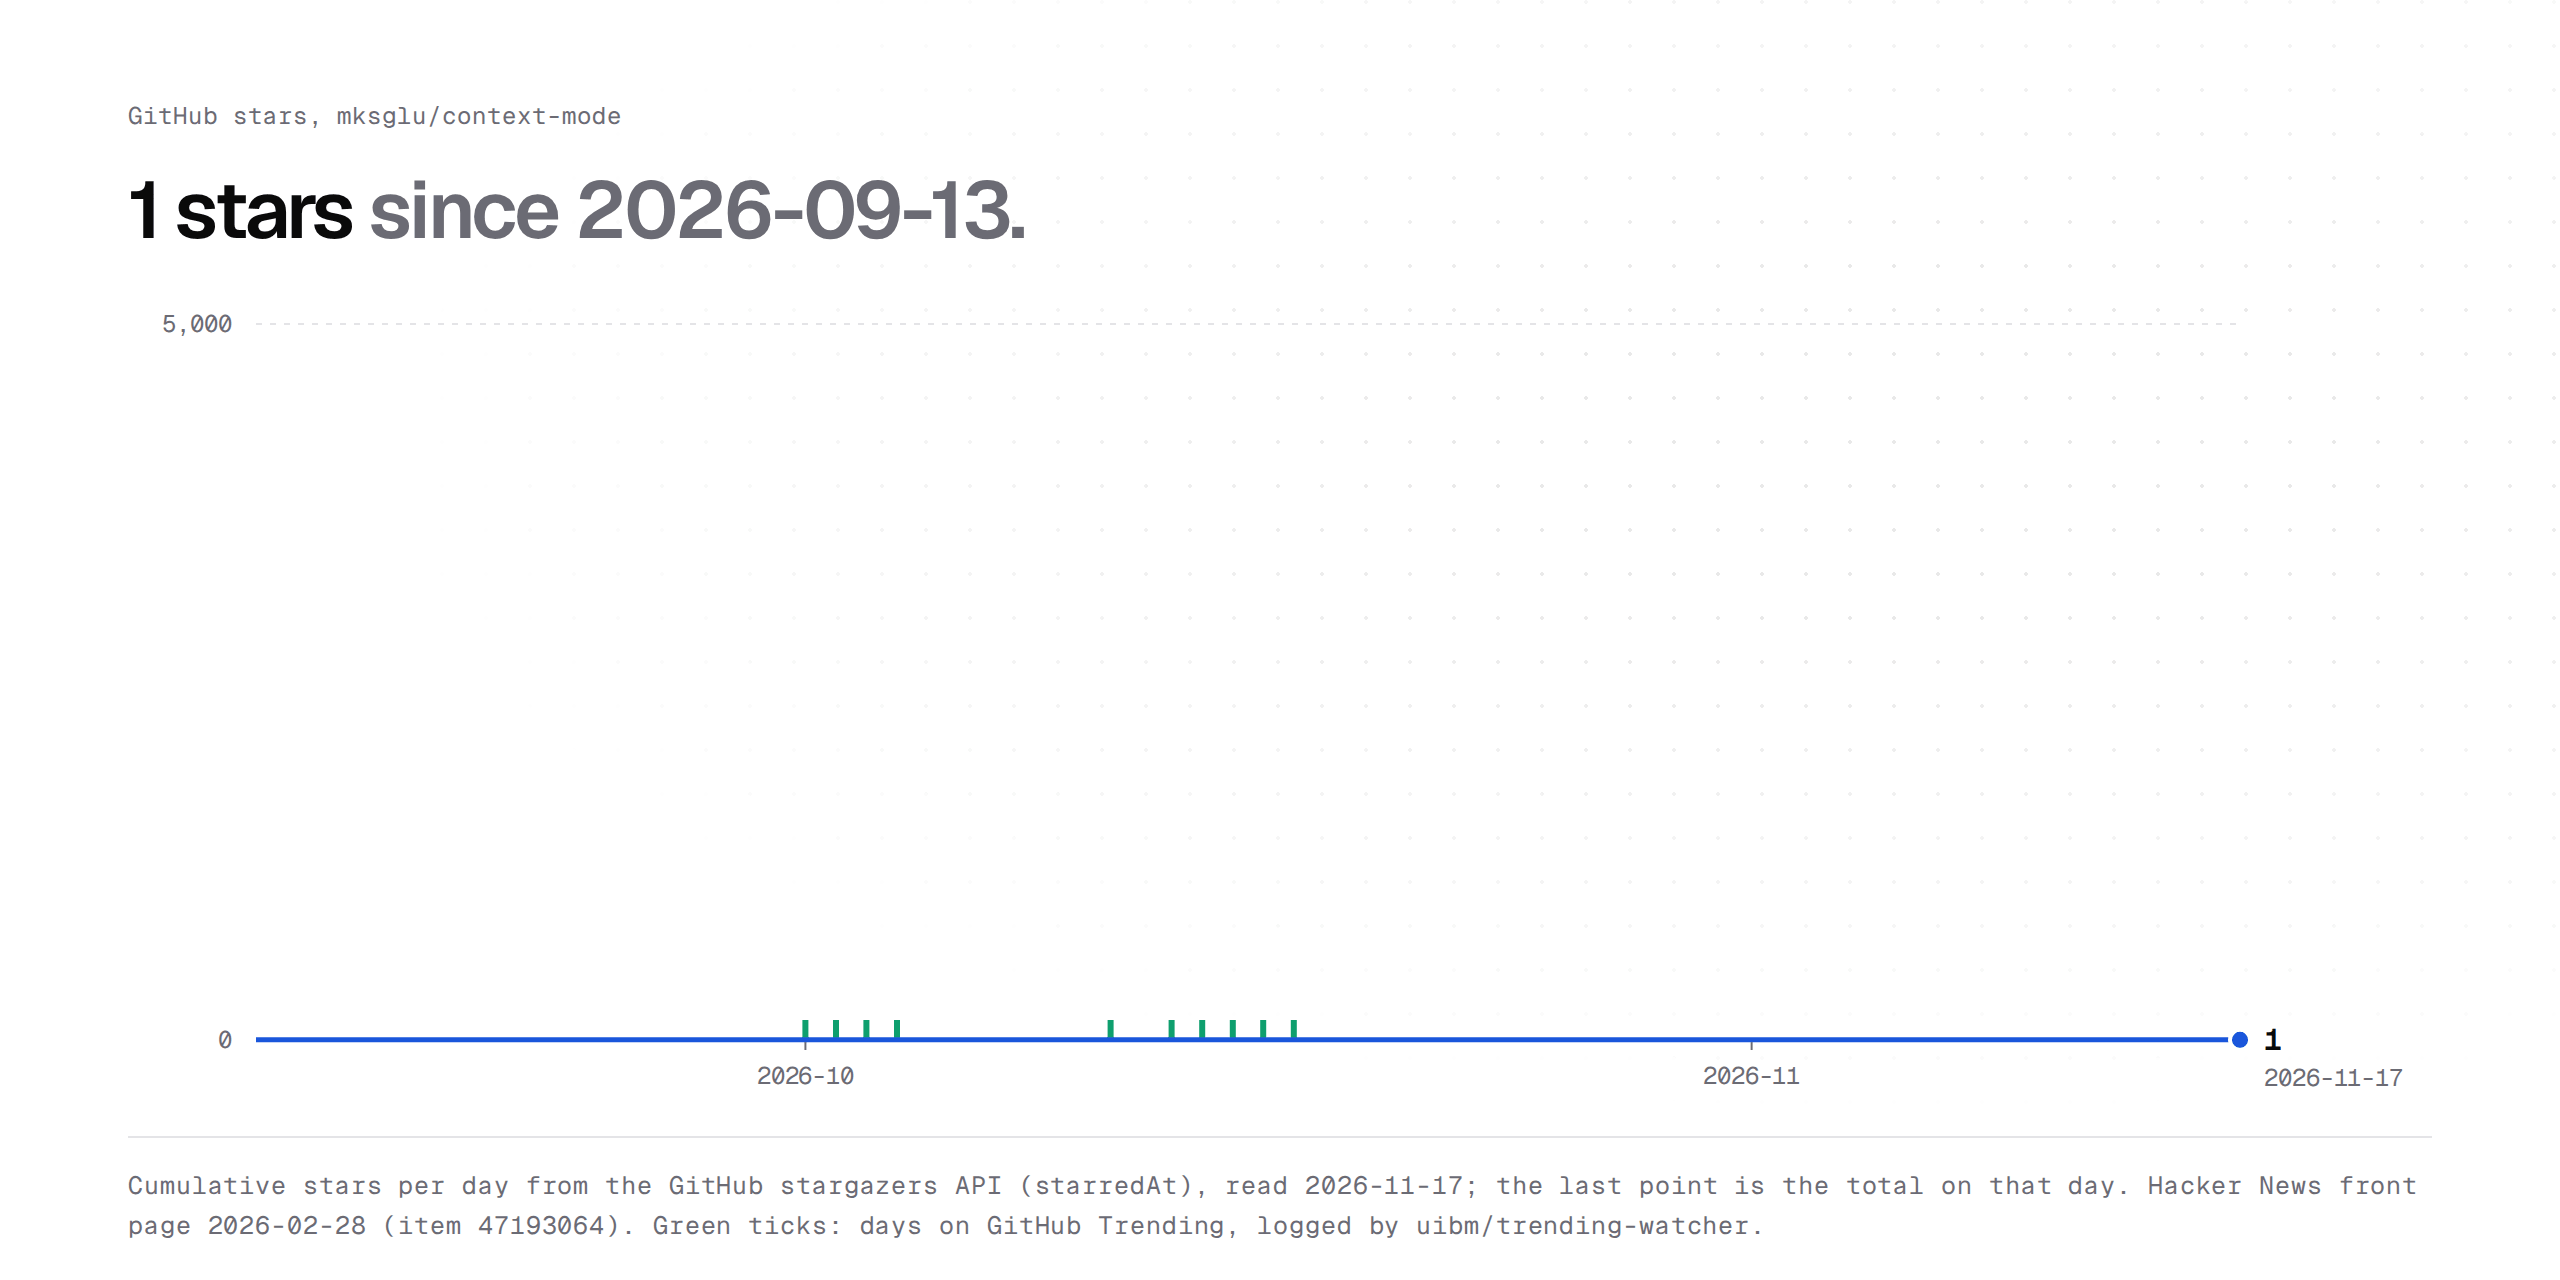 GitHub stars, mksglu/context-mode
1 stars since 2026-09-13.
5,000
0
1
2026-10
2026-11
2026-11-17
Cumulative stars per day from the GitHub stargazers API (starredAt), read 2026-11-17; the last point is the total on that day. Hacker News front
page 2026-02-28 (item 47193064). Green ticks: days on GitHub Trending, logged by uibm/trending-watcher.